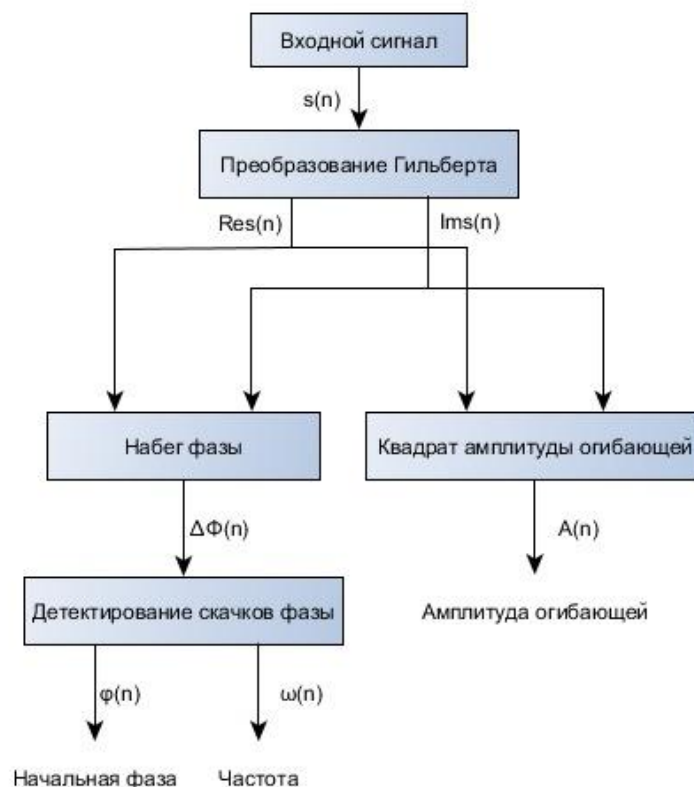 Входной сигнал
s(n)
Преобразование Гильберта
Res(n)
Ims(n)
Набег фазы
Квадрат амплитуды огибающей
ΔΦ(n)
A(n)
Детектирование скачков фазы
Амплитуда огибающей
φ(n)
ω(n)
Начальная фаза
Частота